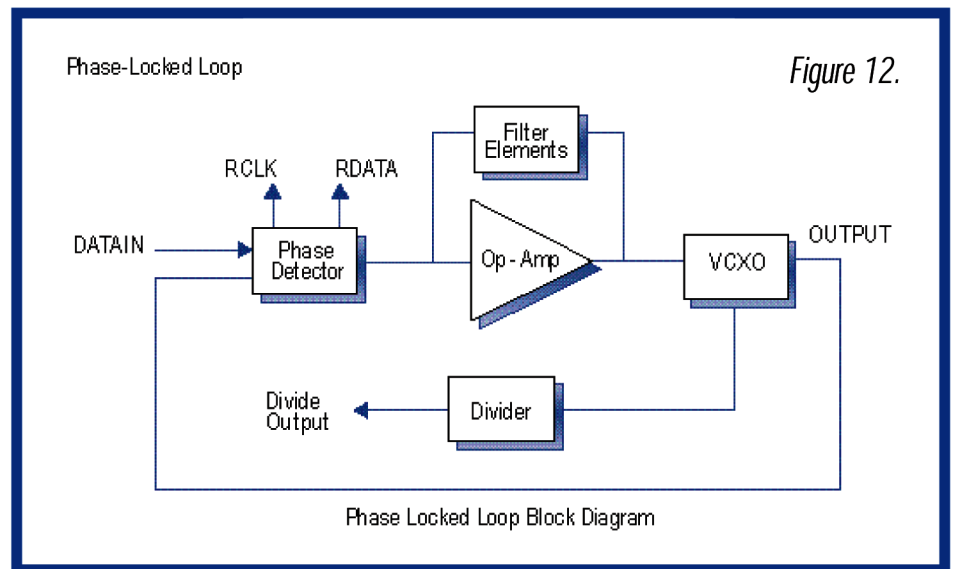 Phase-Locked Loop
Figure 12.
Filter
Elements
RCLK
RDATA
DATAIN
Phase
Detector
Op - Amp
VCXO
OUTPUT
Divide
Output
Divider
Phase Locked Loop Block Diagram